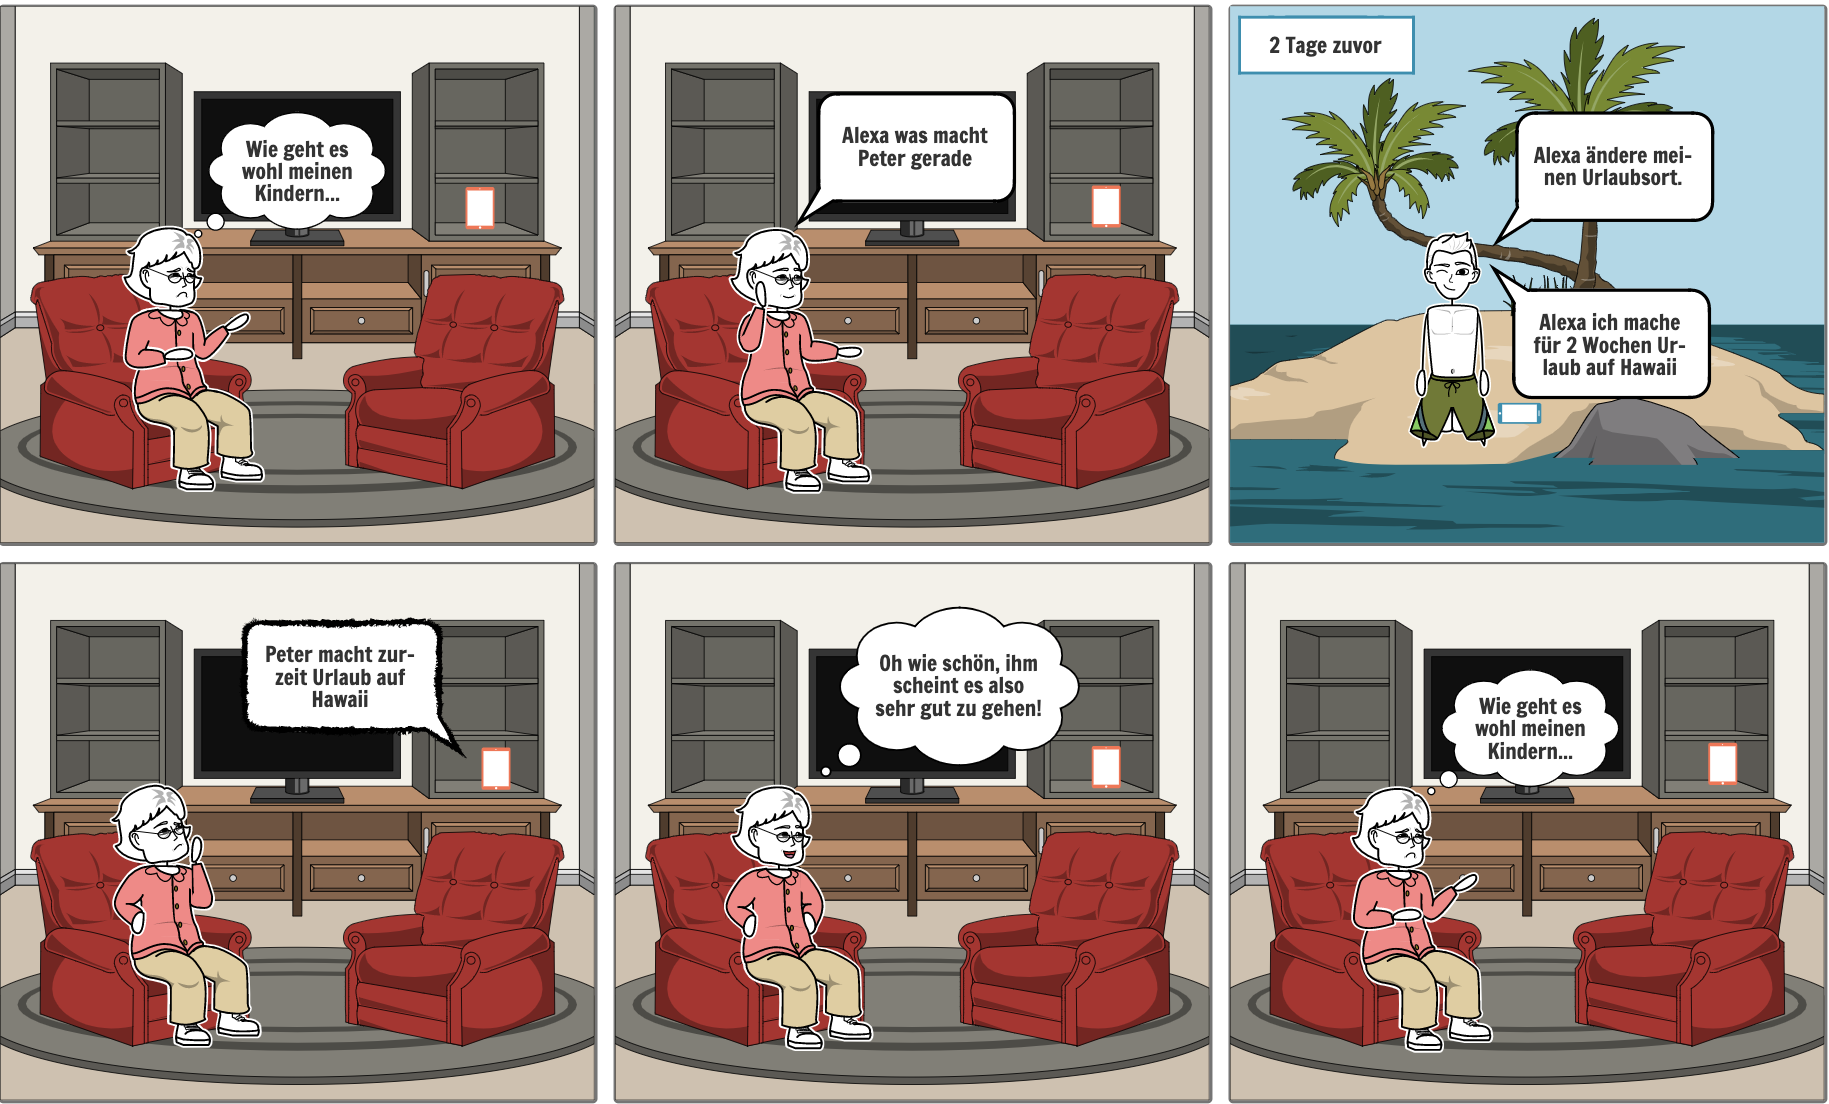 Wie geht es
wohl meinen
Kindern...
Alexa was macht
Peter gerade
2 Tage zuvor
Alexa ändere mei-
nen Urlaubsort.
Alexa ich mache
für 2 Wochen Ur-
laub auf Hawaii
Peter macht zur-
zeit Urlaub auf
Hawaii
Oh wie schön, ihm
scheint es also
sehr gut zu gehen!
Wie geht es
wohl meinen
Kindern...